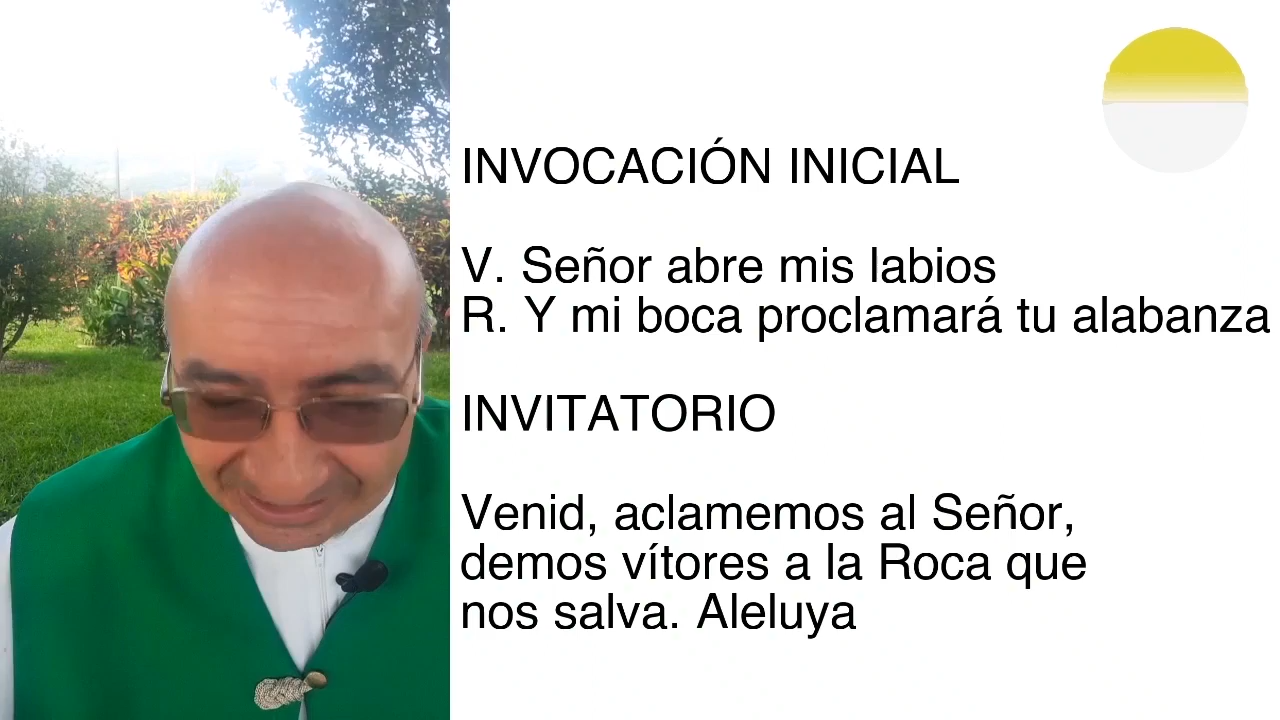 INVOCACIÓN INICIAL
V. Señor abre mis labios
R. Y mi boca proclamará tu alabanza
INVITATORIO
Venid, aclamemos al Señor,
demos vítores a la Roca que
nos salva. Aleluya